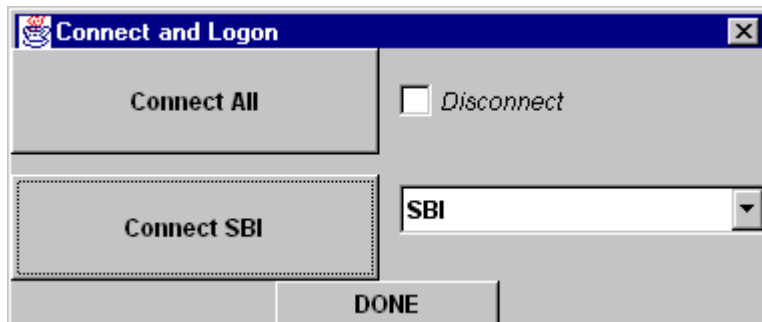 Connect and Logon
Connect All
Disconnect
Connect SBI
SBI
DONE